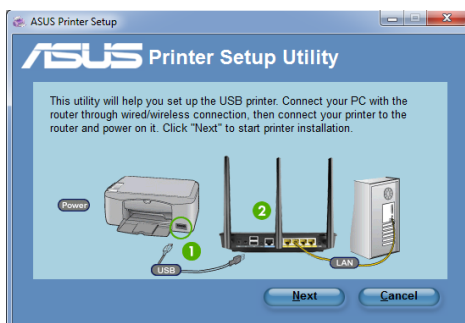 ASUS Printer Setup
ASUS Printer Setup Utility
This utility will help you set up the USB printer. Connect your PC with the
router through wired/wireless connection, then connect your printer to the
router and power on it. Click "Next" to start printer installation.
Power
2
1
USB
LAN
Next
Cancel